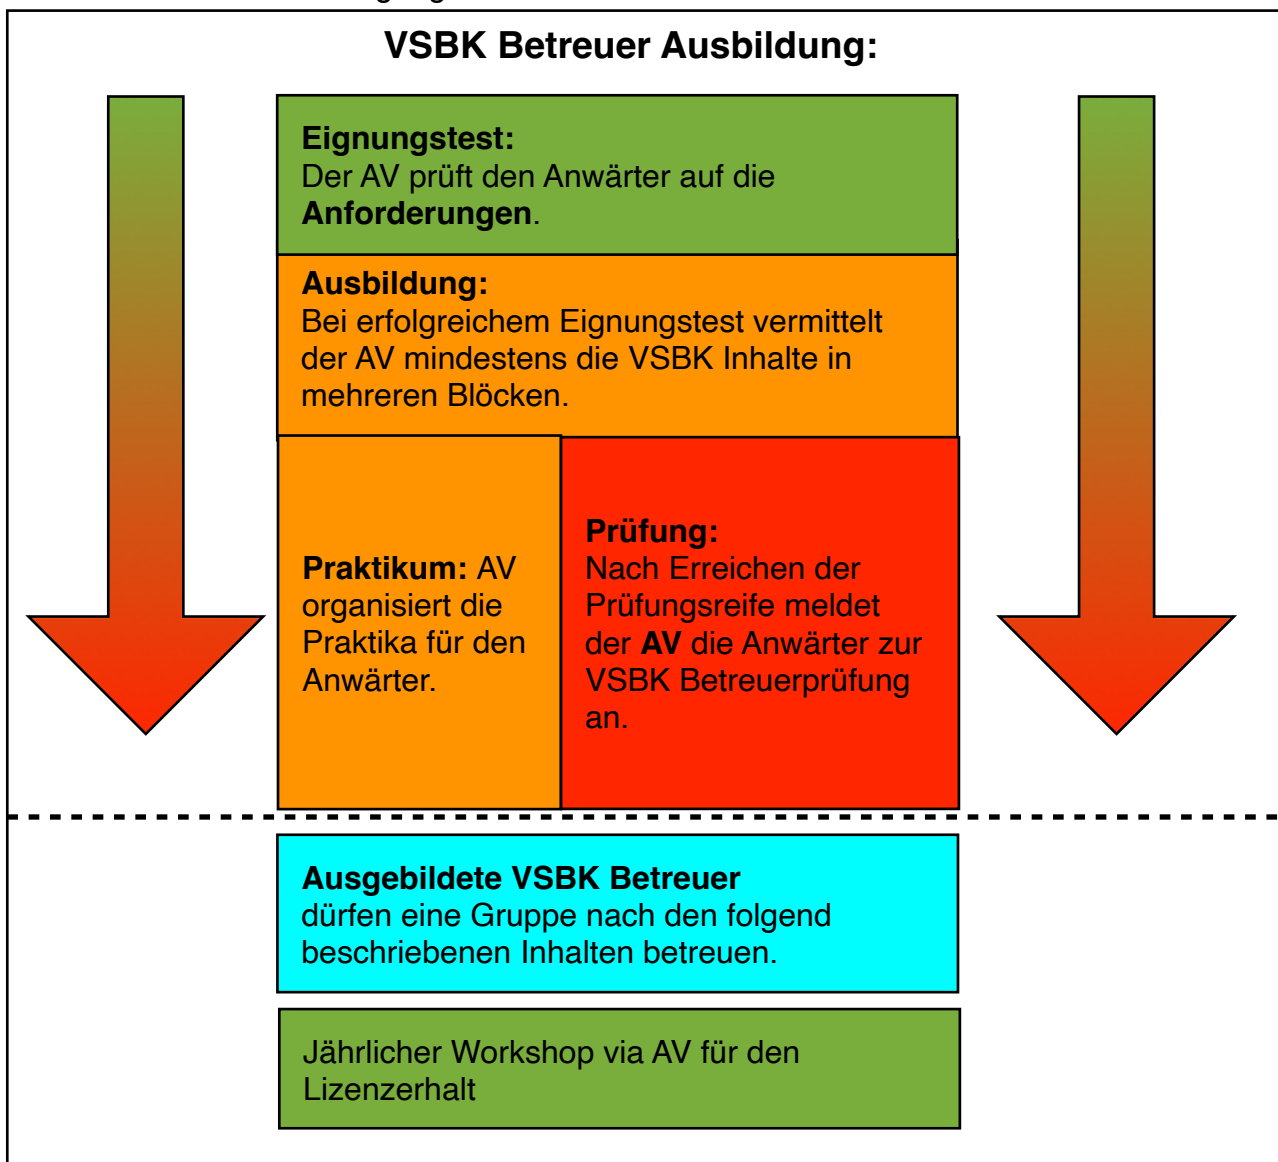 VSBK Betreuer Ausbildung:
Eignungstest:
Der AV prüft den Anwärter auf die
Anforderungen.
Ausbildung:
Bei erfolgreichem Eignungstest vermittelt
der AV mindestens die VSBK Inhalte in
mehreren Blöcken.
Praktikum: AV
organisiert die
Praktika für den
Anwärter.
Prüfung:
Nach Erreichen der
Prüfungsreife meldet
der AV die Anwärter zur
VSBK Betreuerprüfung
an.
Ausgebildete VSBK Betreuer
dürfen eine Gruppe nach den folgend
beschriebenen Inhalten betreuen.
Jährlicher Workshop via AV für den
Lizenzerhalt